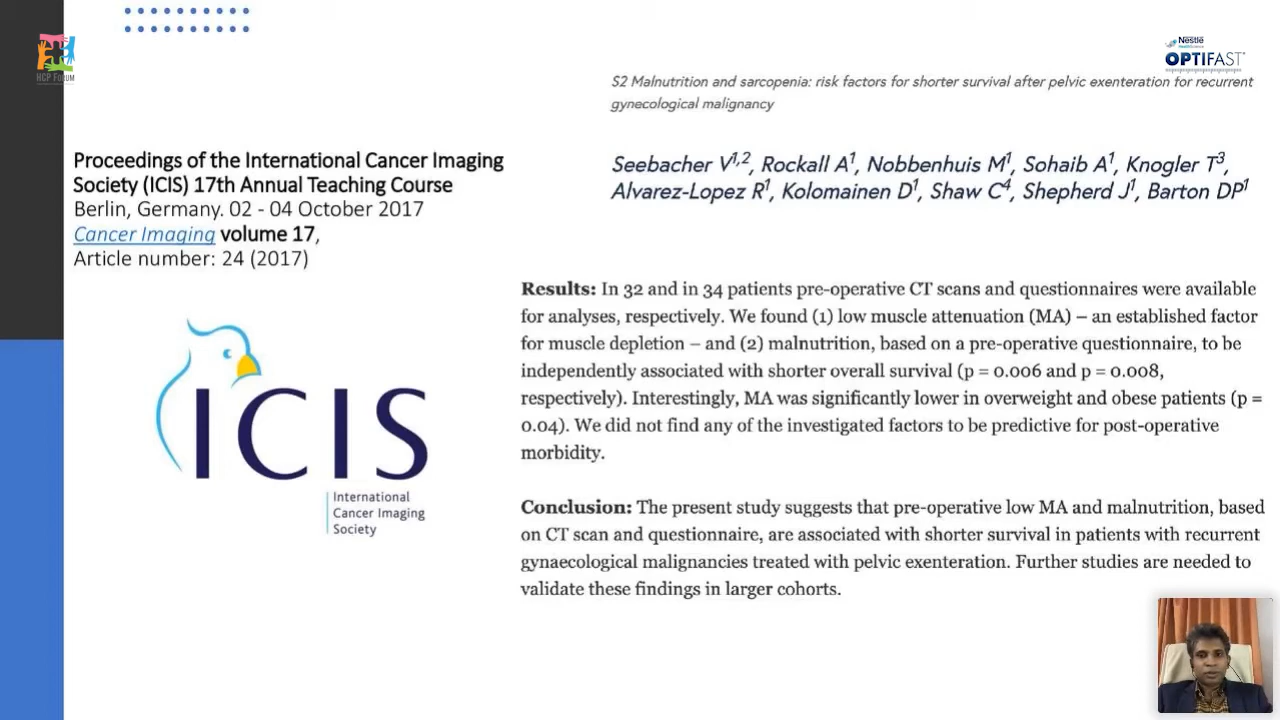 HCP FORUM
Nestlé
HealthScience
OPTIFAST
S2 Malnutrition and sarcopenia: risk factors for shorter survival after pelvic exenteration for recurrent
gynecological malignancy
Proceedings of the International Cancer Imaging
Society (ICIS) 17th Annual Teaching Course
Berlin, Germany. 02 - 04 October 2017
Cancer Imaging volume 17,
Article number: 24 (2017)
Seebacher V1,2, Rockall A1, Nobbenhuis M1, Sohaib A1, Knogler T3,
Alvarez-Lopez R1, Kolomainen D1, Shaw C4, Shepherd J1, Barton DP1
ICIS
International
Cancer Imaging
Society
Results: In 32 and in 34 patients pre-operative CT scans and questionnaires were available
for analyses, respectively. We found (1) low muscle attenuation (MA) – an established factor
for muscle depletion – and (2) malnutrition, based on a pre-operative questionnaire, to be
independently associated with shorter overall survival (p = 0.006 and p = 0.008,
respectively). Interestingly, MA was significantly lower in overweight and obese patients (p =
0.04). We did not find any of the investigated factors to be predictive for post-operative
morbidity.
Conclusion: The present study suggests that pre-operative low MA and malnutrition, based
on CT scan and questionnaire, are associated with shorter survival in patients with recurrent
gynaecological malignancies treated with pelvic exenteration. Further studies are needed to
validate these findings in larger cohorts.